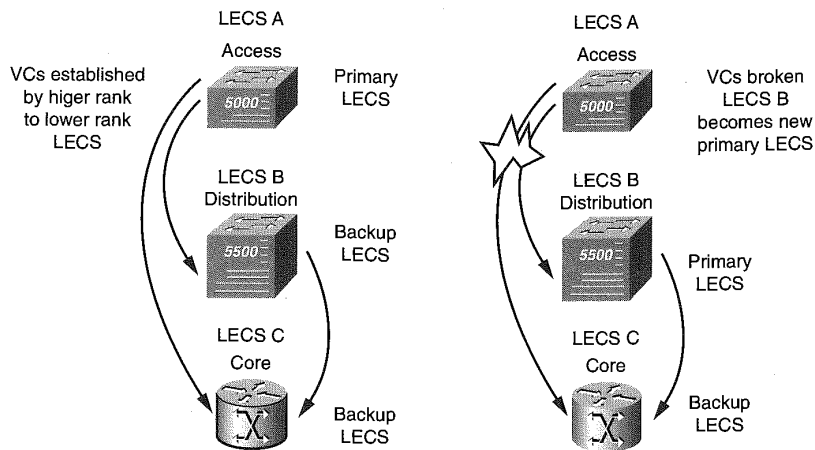 LECS A
Access
VCs established
by higer rank
to lower rank
LECS
5000
Primary
LECS
LECS B
Distribution
5500
Backup
LECS
LECS C
Core
Backup
LECS
LECS A
Access
5000
VCs broken
LECS B
becomes new
primary LECS
LECS B
Distribution
5500
Primary
LECS
LECS C
Core
Backup
LECS